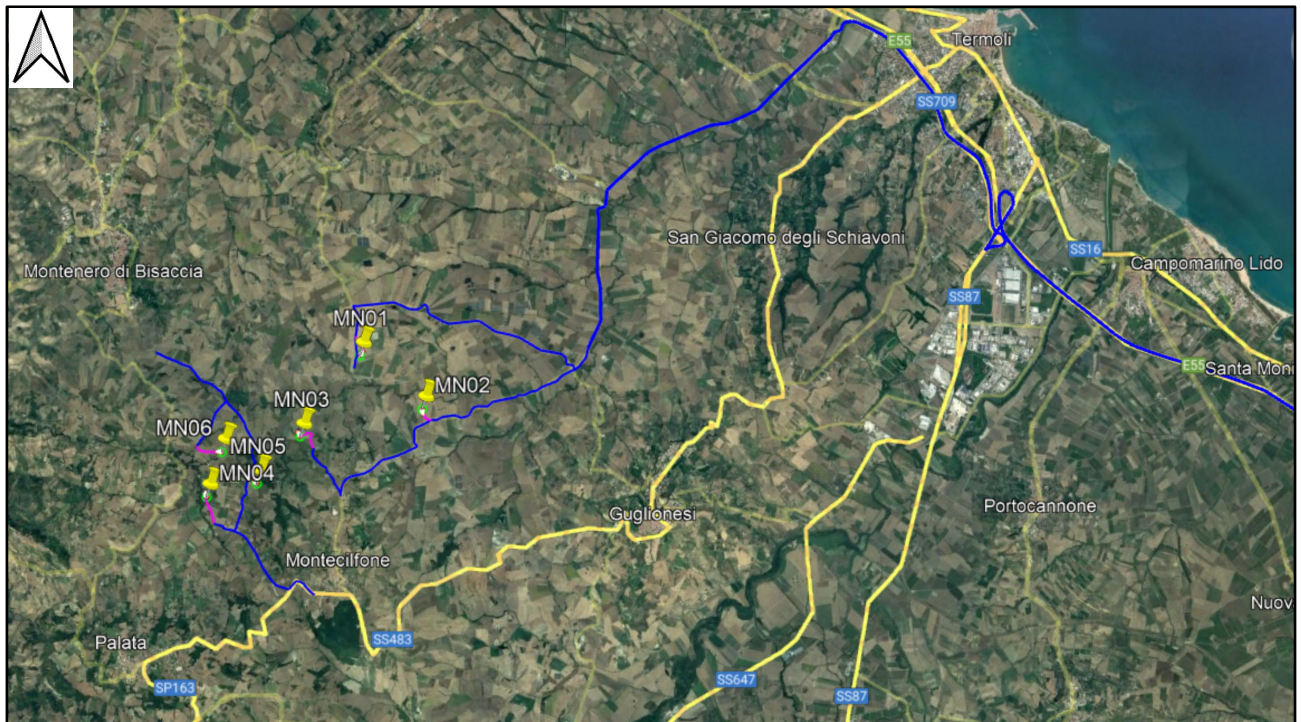 Termoli
E55
SS709
San Giacomo degli Schiavoni
SS16
Montenero di Bisaccia
Campomarino Lido
SS87
MN01
E55
Santa Moni
MN02
MN03
MN06
MN05
MN04
Portocannone
Guglionesi
Montecilfone
Nuov
SS483
Palata
SP163
SS647
SS87